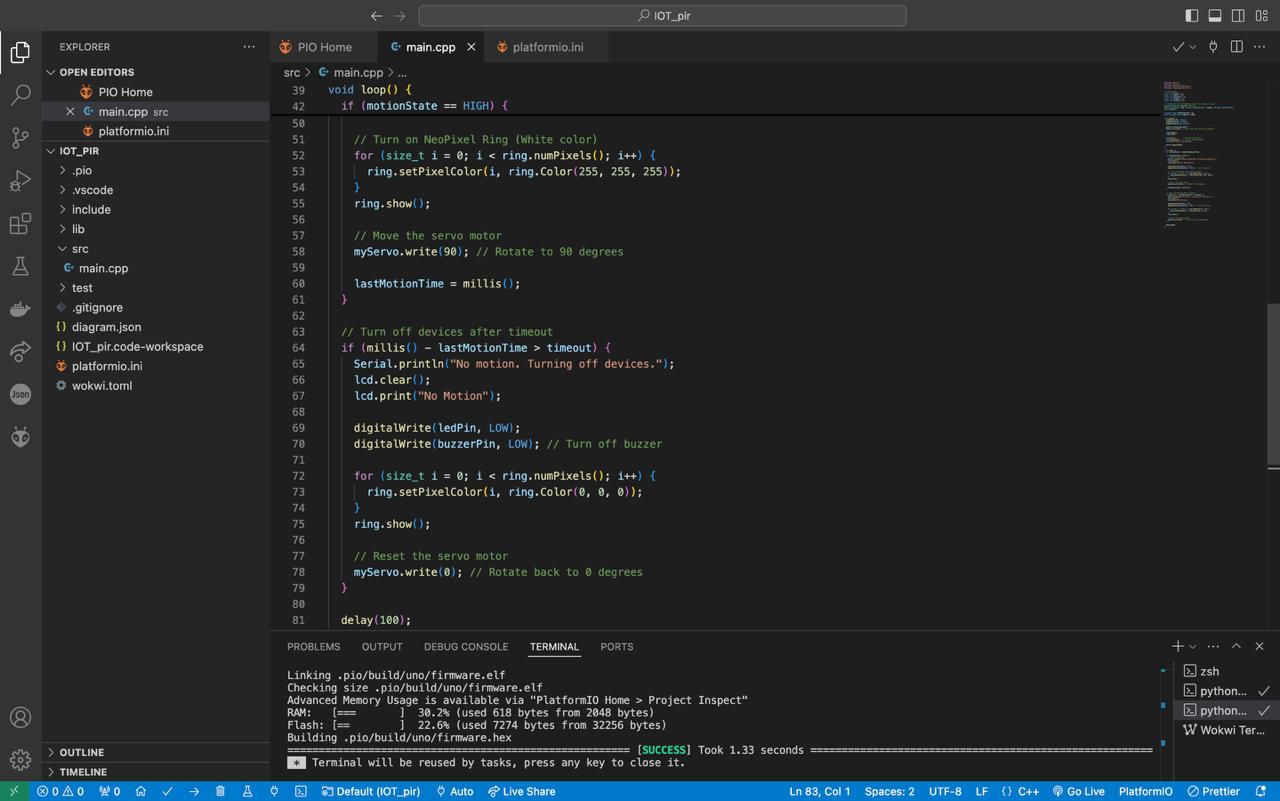 IOT_pir
EXPLORER
OPEN EDITORS
PIO Home
main.cpp src
platformio.ini
IOT_PIR
.pio
.vscode
include
lib
src
main.cpp
test
.gitignore
diagram.json
IOT_pir.code-workspace
platformio.ini
wokwi.toml
OUTLINE
TIMELINE
Json
PIO Home
main.cpp
platformio.ini
src > main.cpp > ...
39 void loop() {
42 if (motionState == HIGH) {
50
51 // Turn on NeoPixel Ring (White color)
52 for (size_t i = 0; i < ring.numPixels(); i++) {
53 ring.setPixelColor(i, ring.Color(255, 255, 255));
54 }
55 ring.show();
56
57 // Move the servo motor
58 myServo.write(90); // Rotate to 90 degrees
59
60 lastMotionTime = millis();
61 }
62
63 // Turn off devices after timeout
64 if (millis() - lastMotionTime > timeout) {
65 Serial.println("No motion. Turning off devices.");
66 lcd.clear();
67 lcd.print("No Motion");
68
69 digitalWrite(ledPin, LOW);
70 digitalWrite(buzzerPin, LOW); // Turn off buzzer
71
72 for (size_t i = 0; i < ring.numPixels(); i++) {
73 ring.setPixelColor(i, ring.Color(0, 0, 0));
74 }
75 ring.show();
76
77 // Reset the servo motor
78 myServo.write(0); // Rotate back to 0 degrees
79 }
80
81 delay(100);
PROBLEMS OUTPUT DEBUG CONSOLE TERMINAL PORTS
Linking .pio/build/uno/firmware.elf
Checking size .pio/build/uno/firmware.elf
Advanced Memory Usage is available via "PlatformIO Home > Project Inspect"
RAM: [=== ] 30.2% (used 618 bytes from 2048 bytes)
Flash: [== ] 22.6% (used 7274 bytes from 32256 bytes)
Building .pio/build/uno/firmware.hex
[SUCCESS] Took 1.33 seconds
* Terminal will be reused by tasks, press any key to close it.
zsh
python...
python...
Wokwi Ter...
0 0 0 Default (IOT_pir) Auto Live Share Ln 83, Col 1 Spaces: 2 UTF-8 LF {} C++ Go Live PlatformIO Prettier